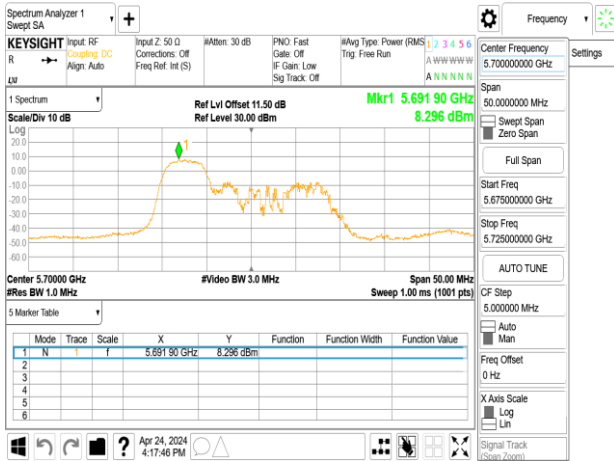 Spectrum Analyzer 1
Swept SA
+
Frequency
KEYSIGHT
R
Input: RF
Coupling: DC
Align: Auto
Input Z: 50 Ω
Corrections: Off
Freq Ref: Int (S)
#Atten: 30 dB
PNO: Fast
Gate: Off
IF Gain: Low
Sig Track: Off
#Avg Type: Power (RMS)
Trig: Free Run
1 2 3 4 5 6
A W W W W W
A N N N N N
1 Spectrum
Scale/Div 10 dB
Ref Lvl Offset 11.50 dB
Ref Level 30.00 dBm
Mkr1 5.691 90 GHz
8.296 dBm
Log
20.0
10.0
0.00
-10.0
-20.0
-30.0
-40.0
-50.0
-60.0
1
Center 5.70000 GHz
#Res BW 1.0 MHz
#Video BW 3.0 MHz
Span 50.00 MHz
Sweep 1.00 ms (1001 pts)
5 Marker Table
Mode Trace Scale X Y Function Function Width Function Value
1 N 1 f 5.691 90 GHz 8.296 dBm
2
3
4
5
6
Apr 24, 2024
4:17:46 PM
?
Settings
Center Frequency
5.700000000 GHz
Span
50.0000000 MHz
Swept Span
Zero Span
Full Span
Start Freq
5.675000000 GHz
Stop Freq
5.725000000 GHz
AUTO TUNE
CF Step
5.000000 MHz
Auto
Man
Freq Offset
0 Hz
X Axis Scale
Log
Lin
Signal Track
(Span Zoom)